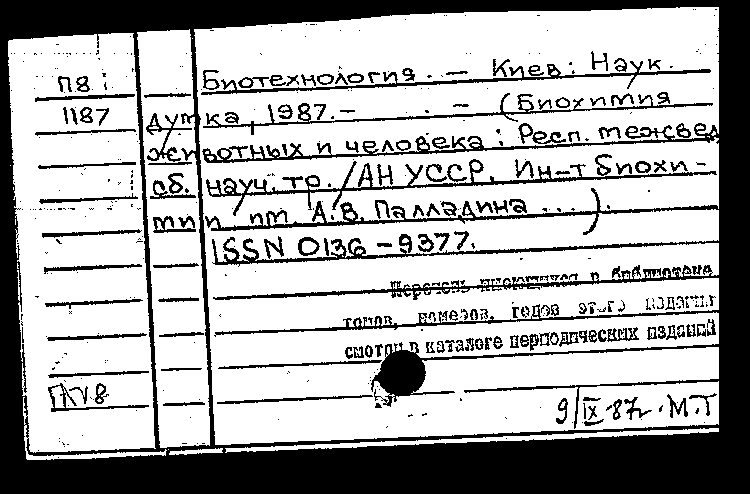 П8
Биотехнология. — Киев: Наук.
1187
думка, 1987. — . — (Биохимия
животных и человека: Респ. межвед
сб. науч. тр. /АН УССР. Ин-т биохи-
мии им. А. В. Палладина ...).
ISSN 0136-9377.
Перечень имеющихся в библиотеке
томов, номеров, годов этого издания
смотри в каталоге периодических изданий
9/IX-87г. М.Т